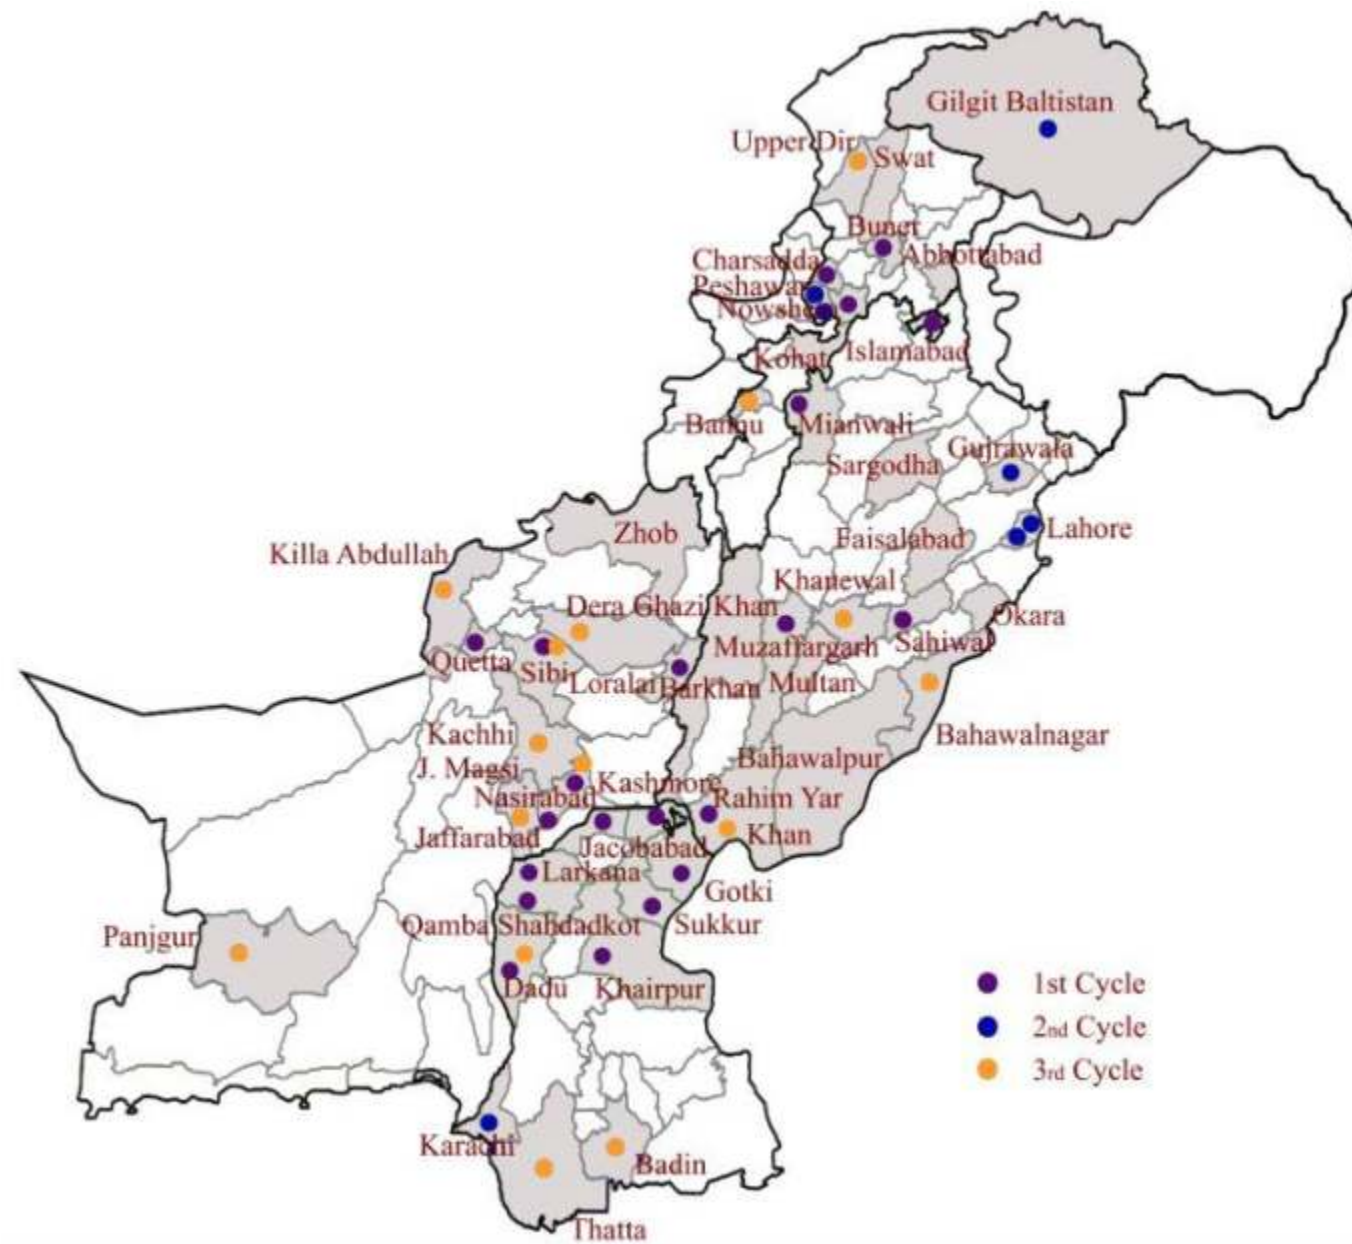 Gilgit Baltistan
Upper Dir
Swat
Buner
Abbottabad
Charsadda
Peshawar
Nowshera
Kohat
Islamabad
Bannu
Mianwali
Gujrawala
Sargodha
Zhob
Faisalabad
Lahore
Killa Abdullah
Khanewal
Dera Ghazi Khan
Okara
Muzaffargarh
Sahiwal
Quetta
Sibi
Loralai
Barkhan
Multan
Kachhi
Bahawalnagar
J. Magsi
Bahawalpur
Kashmore
Nasirabad
Rahim Yar
Khan
Jaffarabad
Jacobabad
Larkana
Gotki
Qamba Shahdadkot
Sukkur
Panjgur
Dadu
Khairpur
1st Cycle
2nd Cycle
3rd Cycle
Karachi
Badin
Thatta